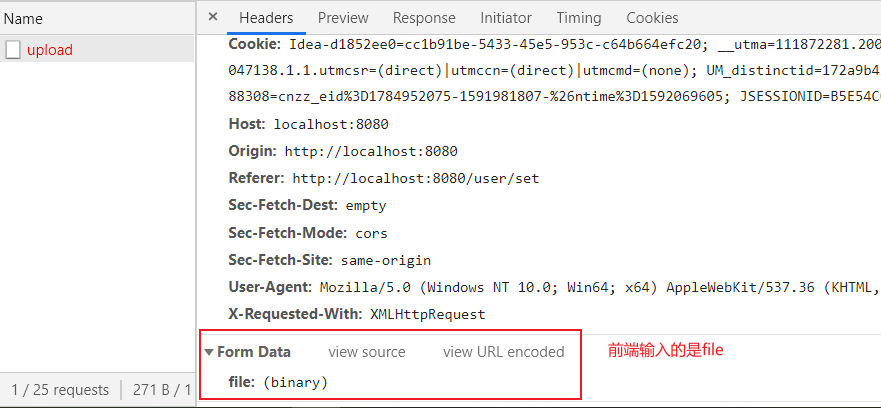 Name
× Headers Preview Response Initiator Timing Cookies
upload
Cookie: Idea-d1852ee0=cc1b91be-5433-45e5-953c-c64b664efc20; __utma=111872281.200
047138.1.1.utmcsr=(direct)|utmccn=(direct)|utmcmd=(none); UM_distinctid=172a9b4
88308=cnzz_eid%3D1784952075-1591981807-%26ntime%3D1592069605; JSESSIONID=B5E54C
Host: localhost:8080
Origin: http://localhost:8080
Referer: http://localhost:8080/user/set
Sec-Fetch-Dest: empty
Sec-Fetch-Mode: cors
Sec-Fetch-Site: same-origin
User-Agent: Mozilla/5.0 (Windows NT 10.0; Win64; x64) AppleWebKit/537.36 (KHTML,
X-Requested-With: XMLHttpRequest
Form Data view source view URL encoded
前端输入的是file
file: (binary)
1 / 25 requests 271 B / 1